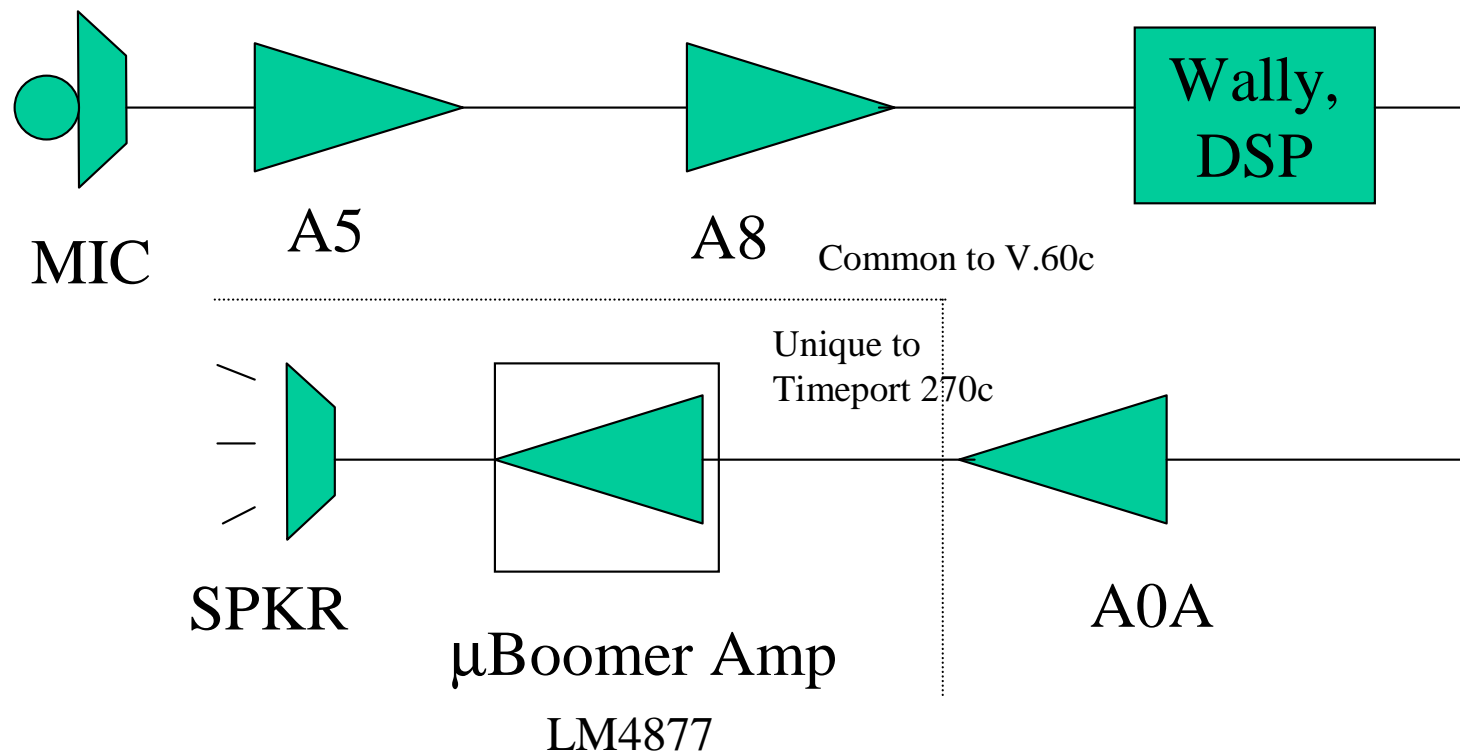 Wally,
DSP
MIC
A5
A8
Common to V.60c
Unique to
Timeport 270c
SPKR
µBoomer Amp
LM4877
A0A